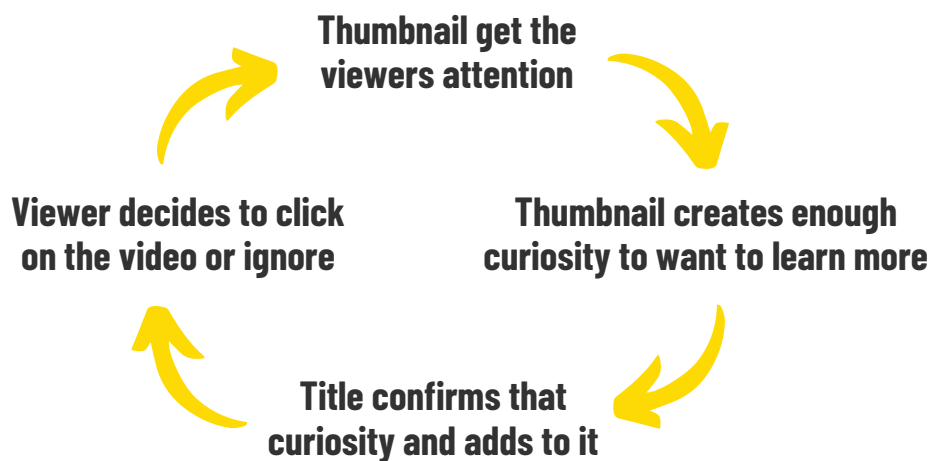 Thumbnail get the
viewers attention
Thumbnail creates enough
curiosity to want to learn more
Title confirms that
curiosity and adds to it
Viewer decides to click
on the video or ignore